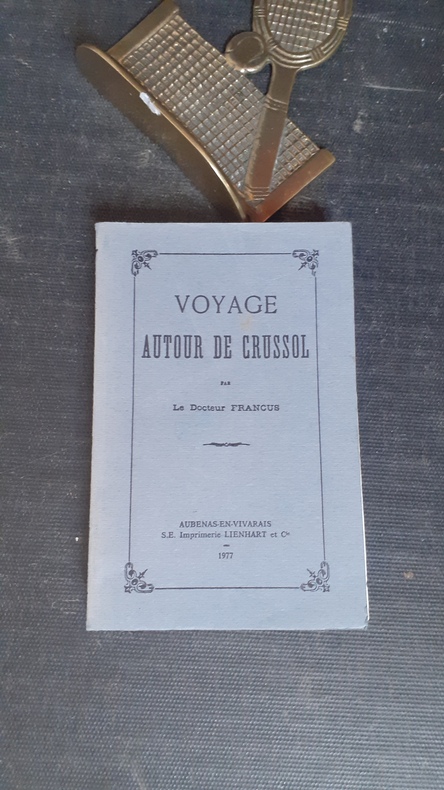 VOYAGE
AUTOUR DE CRUSSOL
PAR
Le Docteur FRANCUS
AUBENAS-EN-VIVARAIS
S.E. Imprimerie LIENHART et Cie
1977